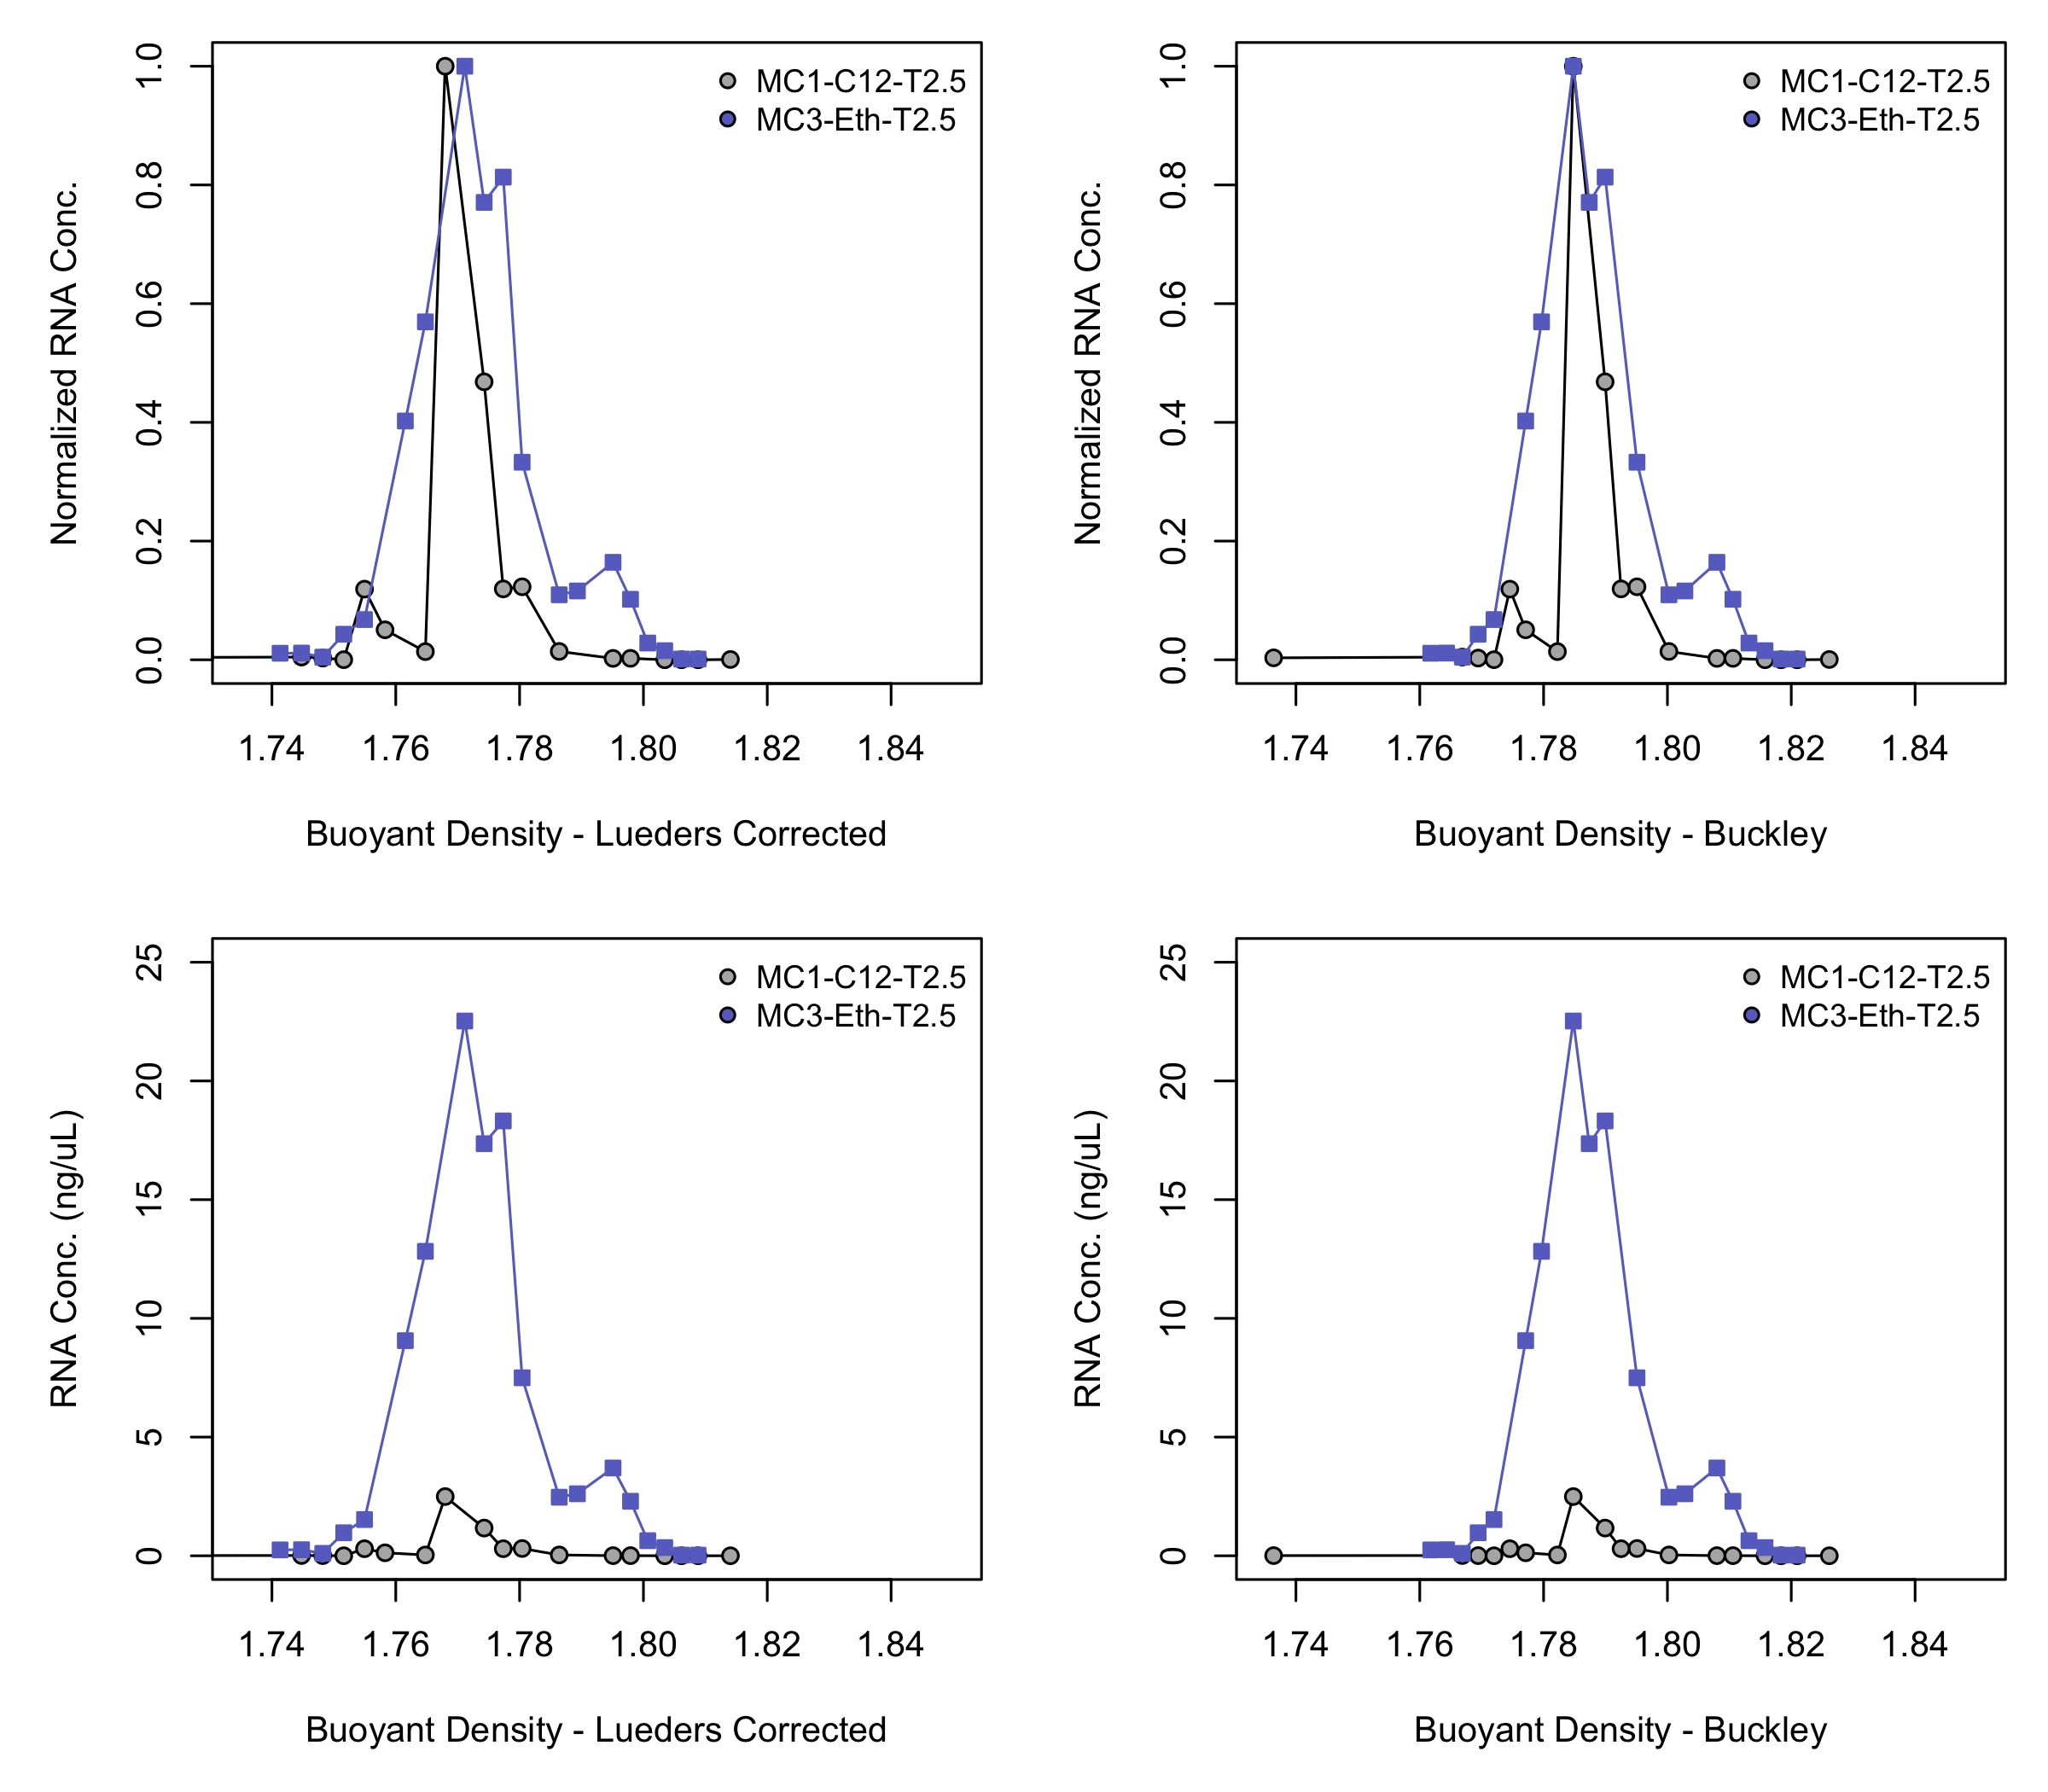 Normalized RNA Conc.
0.0 0.2 0.4 0.6 0.8 1.0
MC1-C12-T2.5
MC3-Eth-T2.5
1.74 1.76 1.78 1.80 1.82 1.84
Buoyant Density - Lueders Corrected
Normalized RNA Conc.
0.0 0.2 0.4 0.6 0.8 1.0
MC1-C12-T2.5
MC3-Eth-T2.5
1.74 1.76 1.78 1.80 1.82 1.84
Buoyant Density - Buckley
RNA Conc. (ng/uL)
0 5 10 15 20 25
MC1-C12-T2.5
MC3-Eth-T2.5
1.74 1.76 1.78 1.80 1.82 1.84
Buoyant Density - Lueders Corrected
RNA Conc. (ng/uL)
0 5 10 15 20 25
MC1-C12-T2.5
MC3-Eth-T2.5
1.74 1.76 1.78 1.80 1.82 1.84
Buoyant Density - Buckley